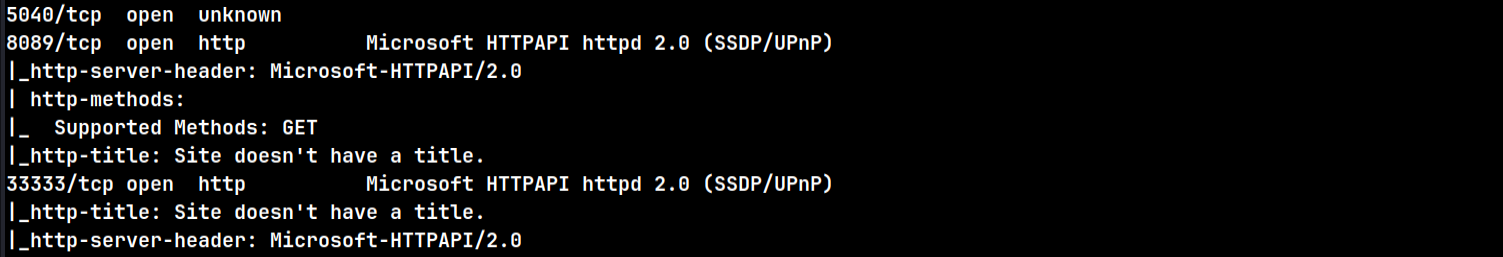 5040/tcp  open  unknown
8089/tcp  open  http          Microsoft HTTPAPI httpd 2.0 (SSDP/UPnP)
|_http-server-header: Microsoft-HTTPAPI/2.0
| http-methods:
|_  Supported Methods: GET
|_http-title: Site doesn't have a title.
33333/tcp open  http          Microsoft HTTPAPI httpd 2.0 (SSDP/UPnP)
|_http-title: Site doesn't have a title.
|_http-server-header: Microsoft-HTTPAPI/2.0